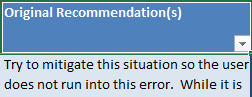 Original Recommendation(s)
Try to mitigate this situation so the user
does not run into this error. While it is